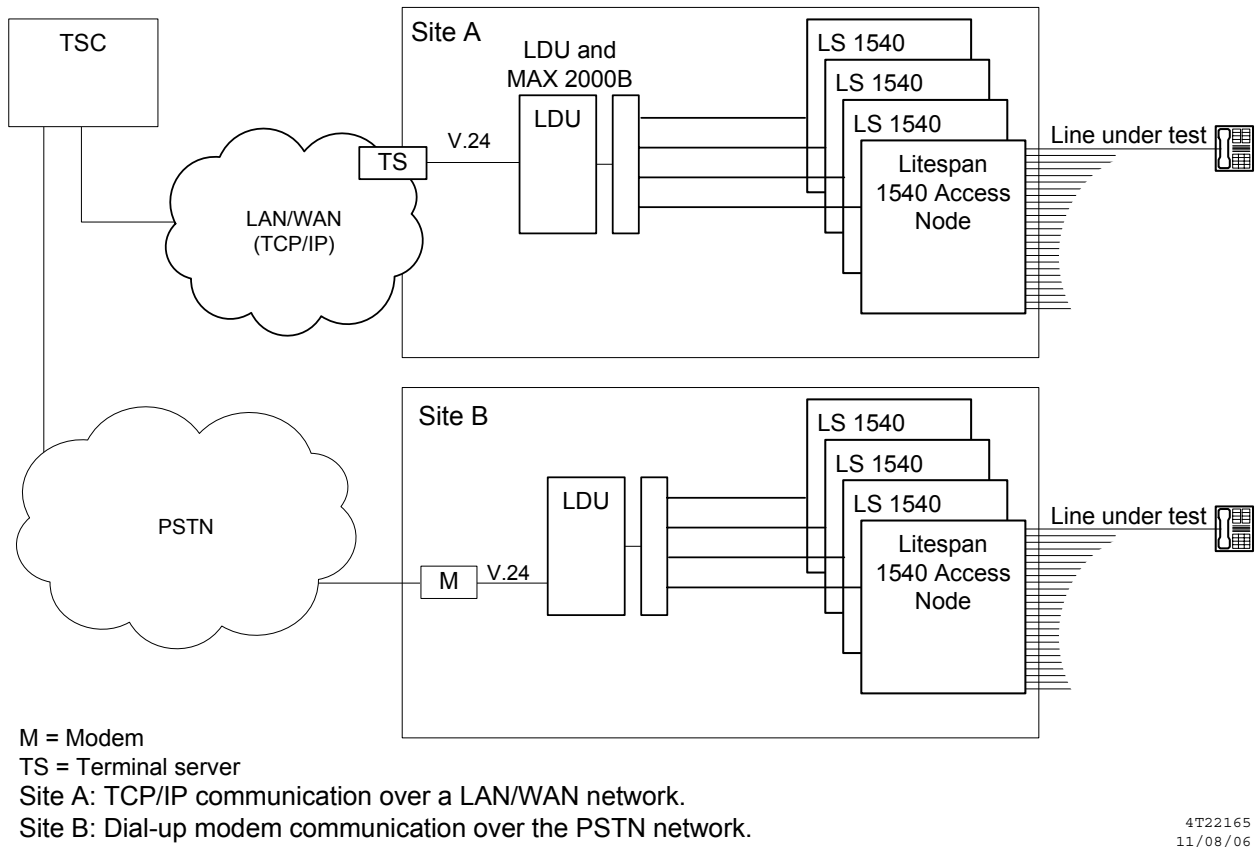 TSC
Site A
LDU and
MAX 2000B
LDU
LS 1540
LS 1540
LS 1540
Litespan
1540 Access
Node
Line under test
V.24
TS
LAN/WAN
(TCP/IP)
Site B
LDU
LS 1540
LS 1540
LS 1540
Litespan
1540 Access
Node
Line under test
PSTN
M
V.24
M = Modem
TS = Terminal server
Site A: TCP/IP communication over a LAN/WAN network.
Site B: Dial-up modem communication over the PSTN network.
4T22165
11/08/06